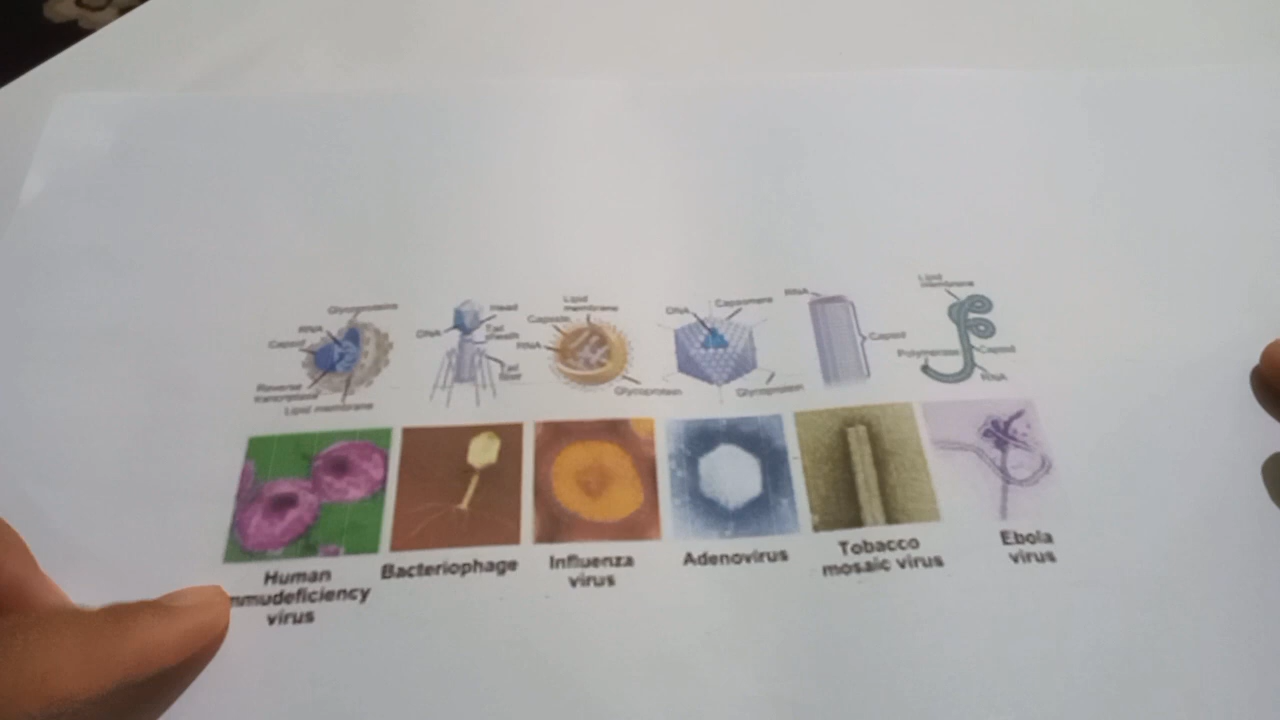 Glycoproteins
RNA
Capsid
Reverse
transcriptase
Lipid membrane
Head
DNA
Tail
sheath
Tail
fiber
Lipid
membrane
Capsid
RNA
Glycoprotein
DNA
Capsomere
Glycoprotein
RNA
Capsid
Lipid
membrane
Polymerase
Capsid
RNA
Human
mmudeficiency
virus
Bacteriophage
Influenza
virus
Adenovirus
Tobacco
mosaic virus
Ebola
virus